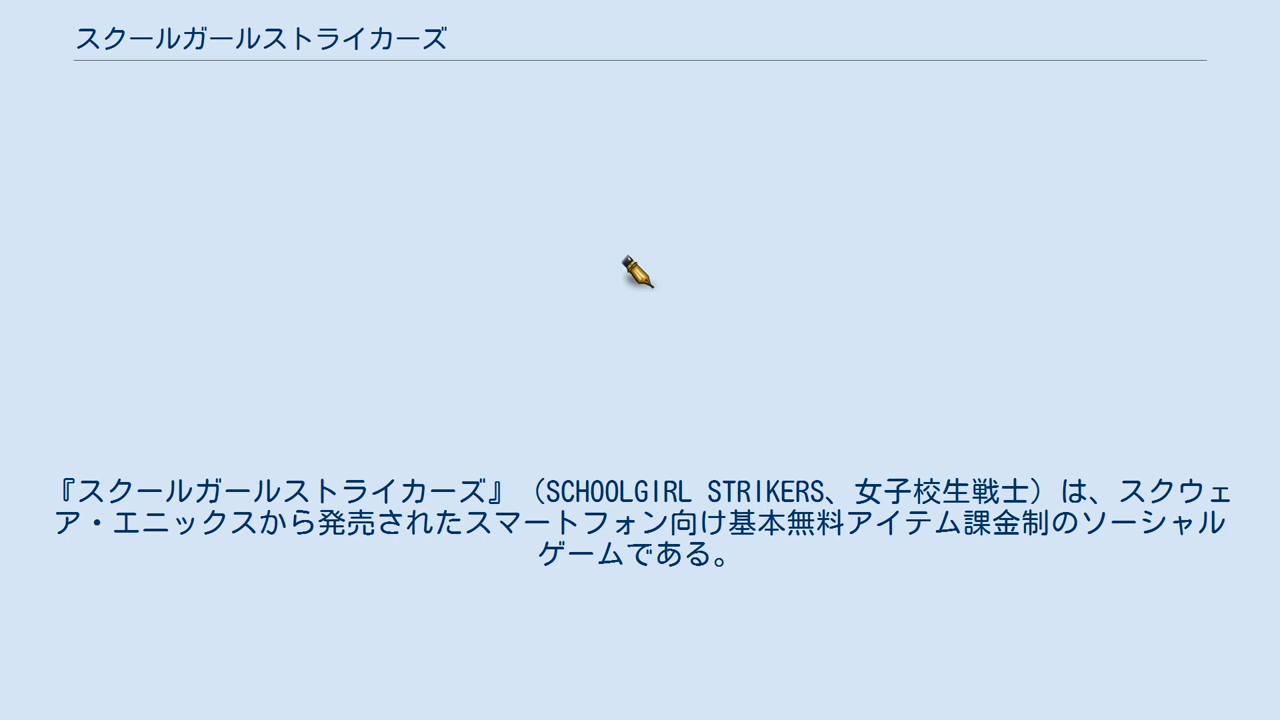 スクールガールストライカーズ
『スクールガールストライカーズ』（SCHOOLGIRL STRIKERS、女子校生戦士）は、スクウェ
ア・エニックスから発売されたスマートフォン向け基本無料アイテム課金制のソーシャル
ゲームである。